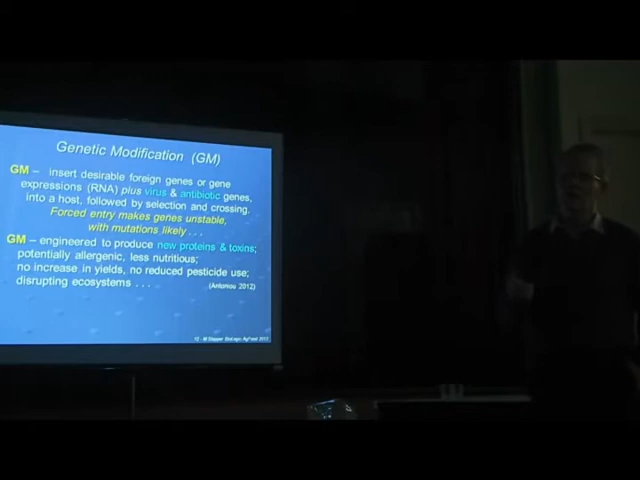 Genetic Modification (GM)
GM – insert desirable foreign genes or gene
expressions (RNA) plus virus & antibiotic genes,
into a host, followed by selection and crossing.
Forced entry makes genes unstable,
with mutations likely . . .
GM – engineered to produce new proteins & toxins;
potentially allergenic, less nutritious;
no increase in yields, no reduced pesticide use;
disrupting ecosystems . . . (Antoniou 2012)